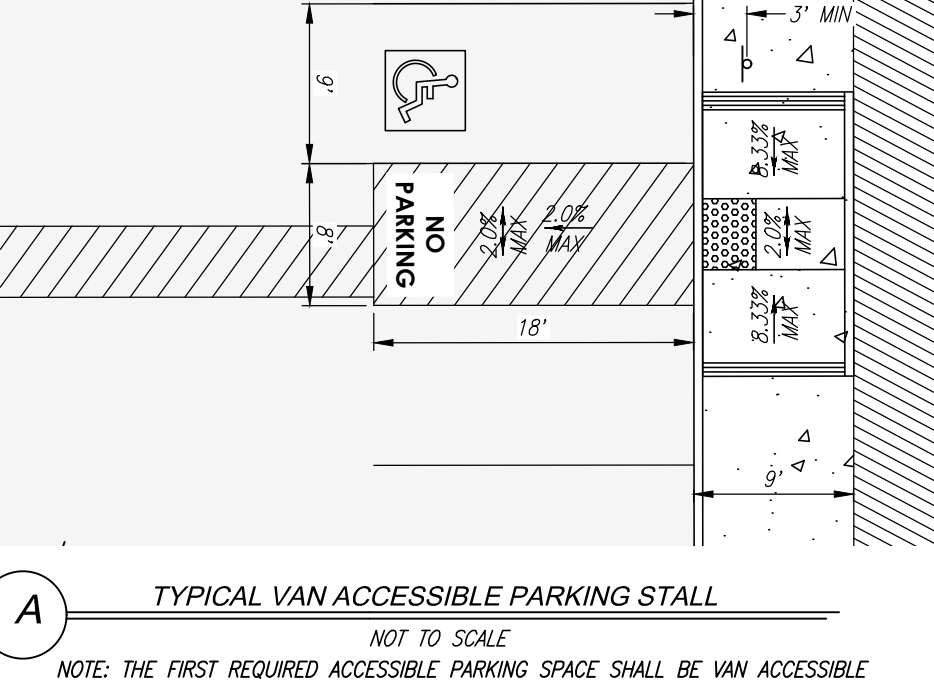 3' MIN
9'
8.33%
MAX
8'
NO
PARKING
2.0%
MAX
2.0%
MAX
2.0%
MAX
18'
8.33%
MAX
9'
A
TYPICAL VAN ACCESSIBLE PARKING STALL
NOT TO SCALE
NOTE: THE FIRST REQUIRED ACCESSIBLE PARKING SPACE SHALL BE VAN ACCESSIBLE